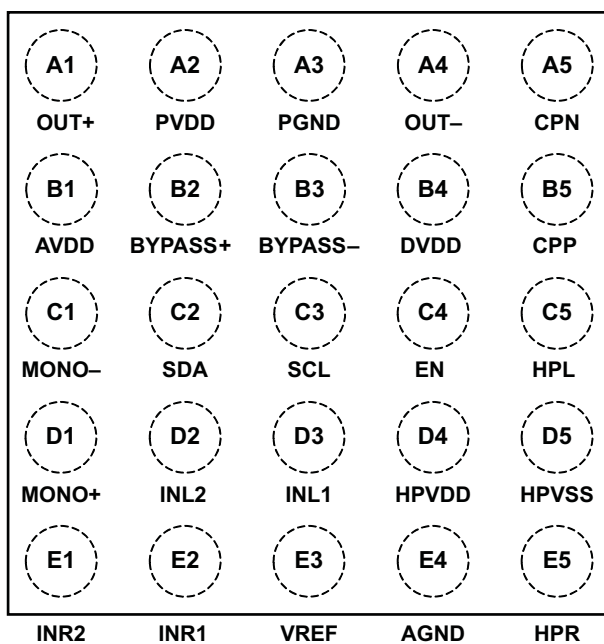 A1 A2 A3 A4 A5
OUT+ PVDD PGND OUT– CPN
B1 B2 B3 B4 B5
AVDD BYPASS+ BYPASS– DVDD CPP
C1 C2 C3 C4 C5
MONO– SDA SCL EN HPL
D1 D2 D3 D4 D5
MONO+ INL2 INL1 HPVDD HPVSS
E1 E2 E3 E4 E5
INR2 INR1 VREF AGND HPR